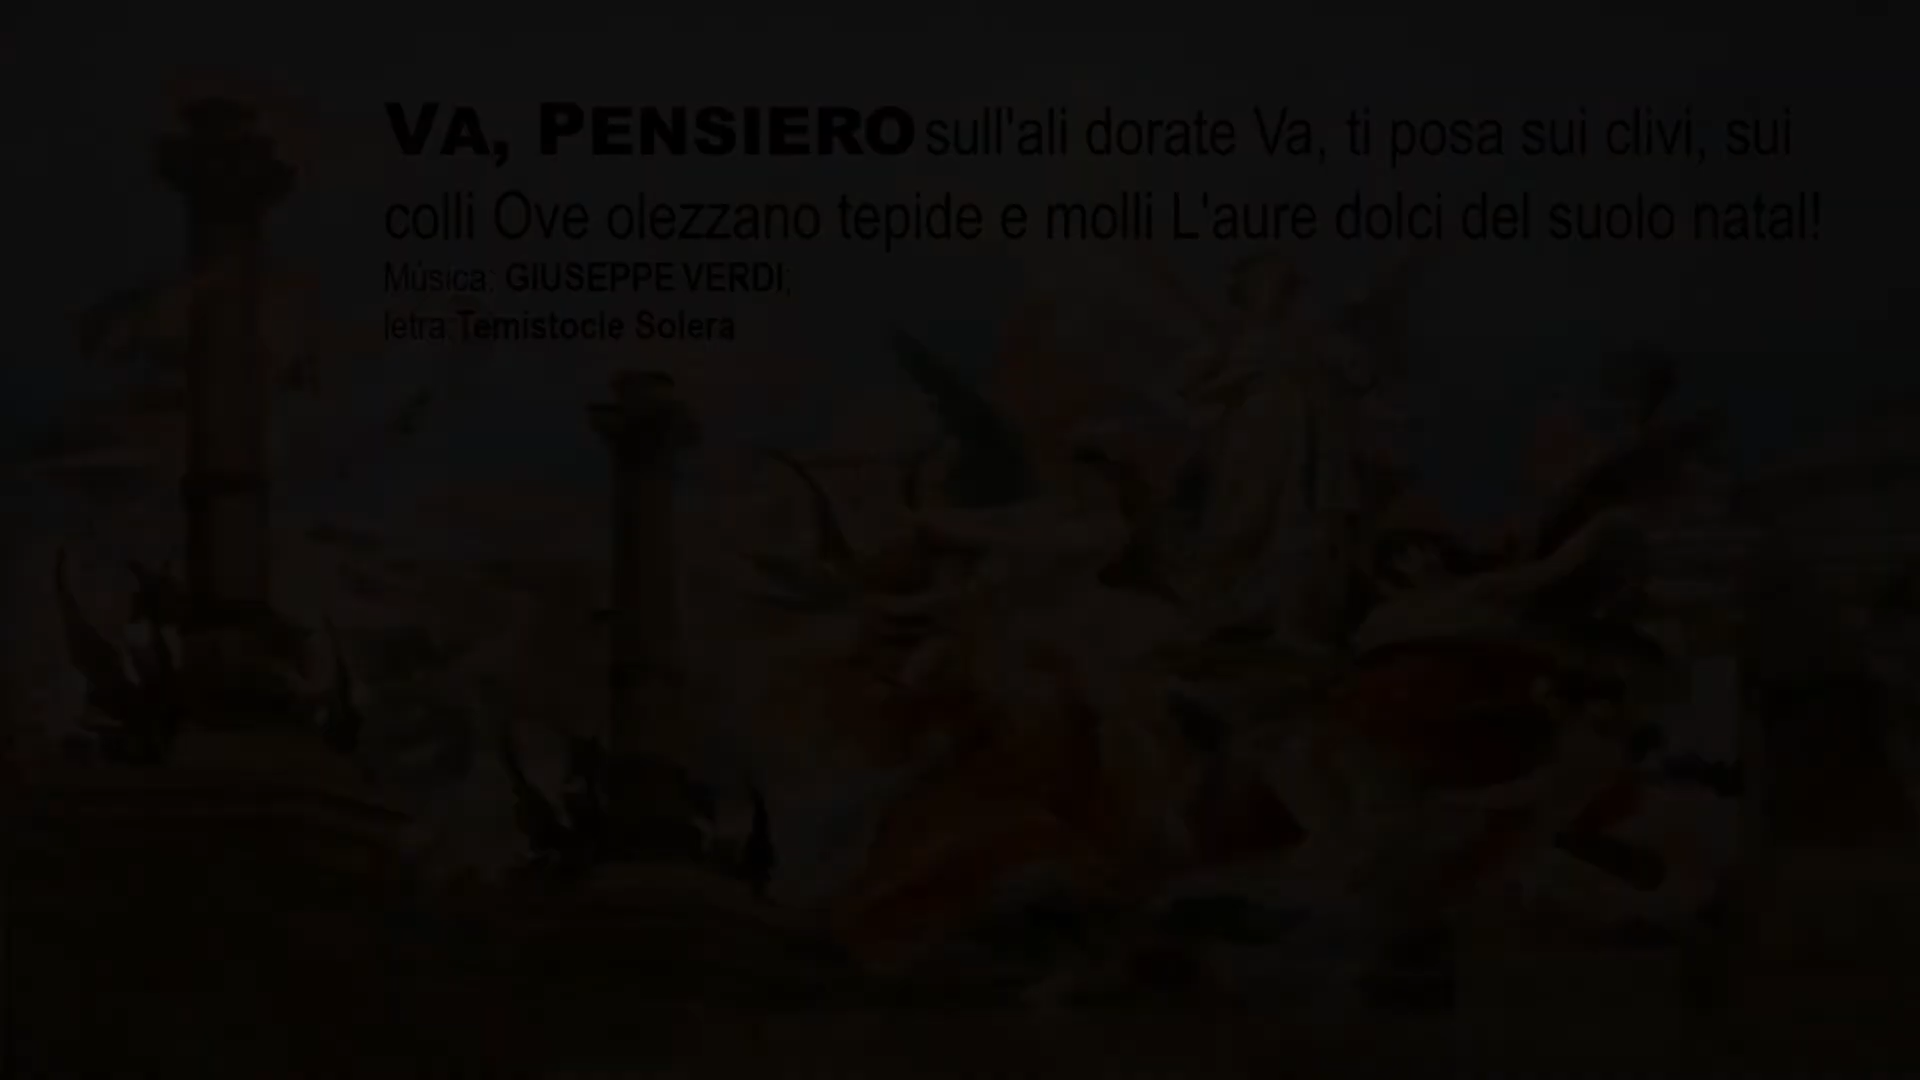 VA, PENSIERO sull'ali dorate Va, ti posa sui clivi, sui
colli Ove olezzano tepide e molli L'aure dolci del suolo natal!
Música: GIUSEPPE VERDI;
letra:Temistocle Solera